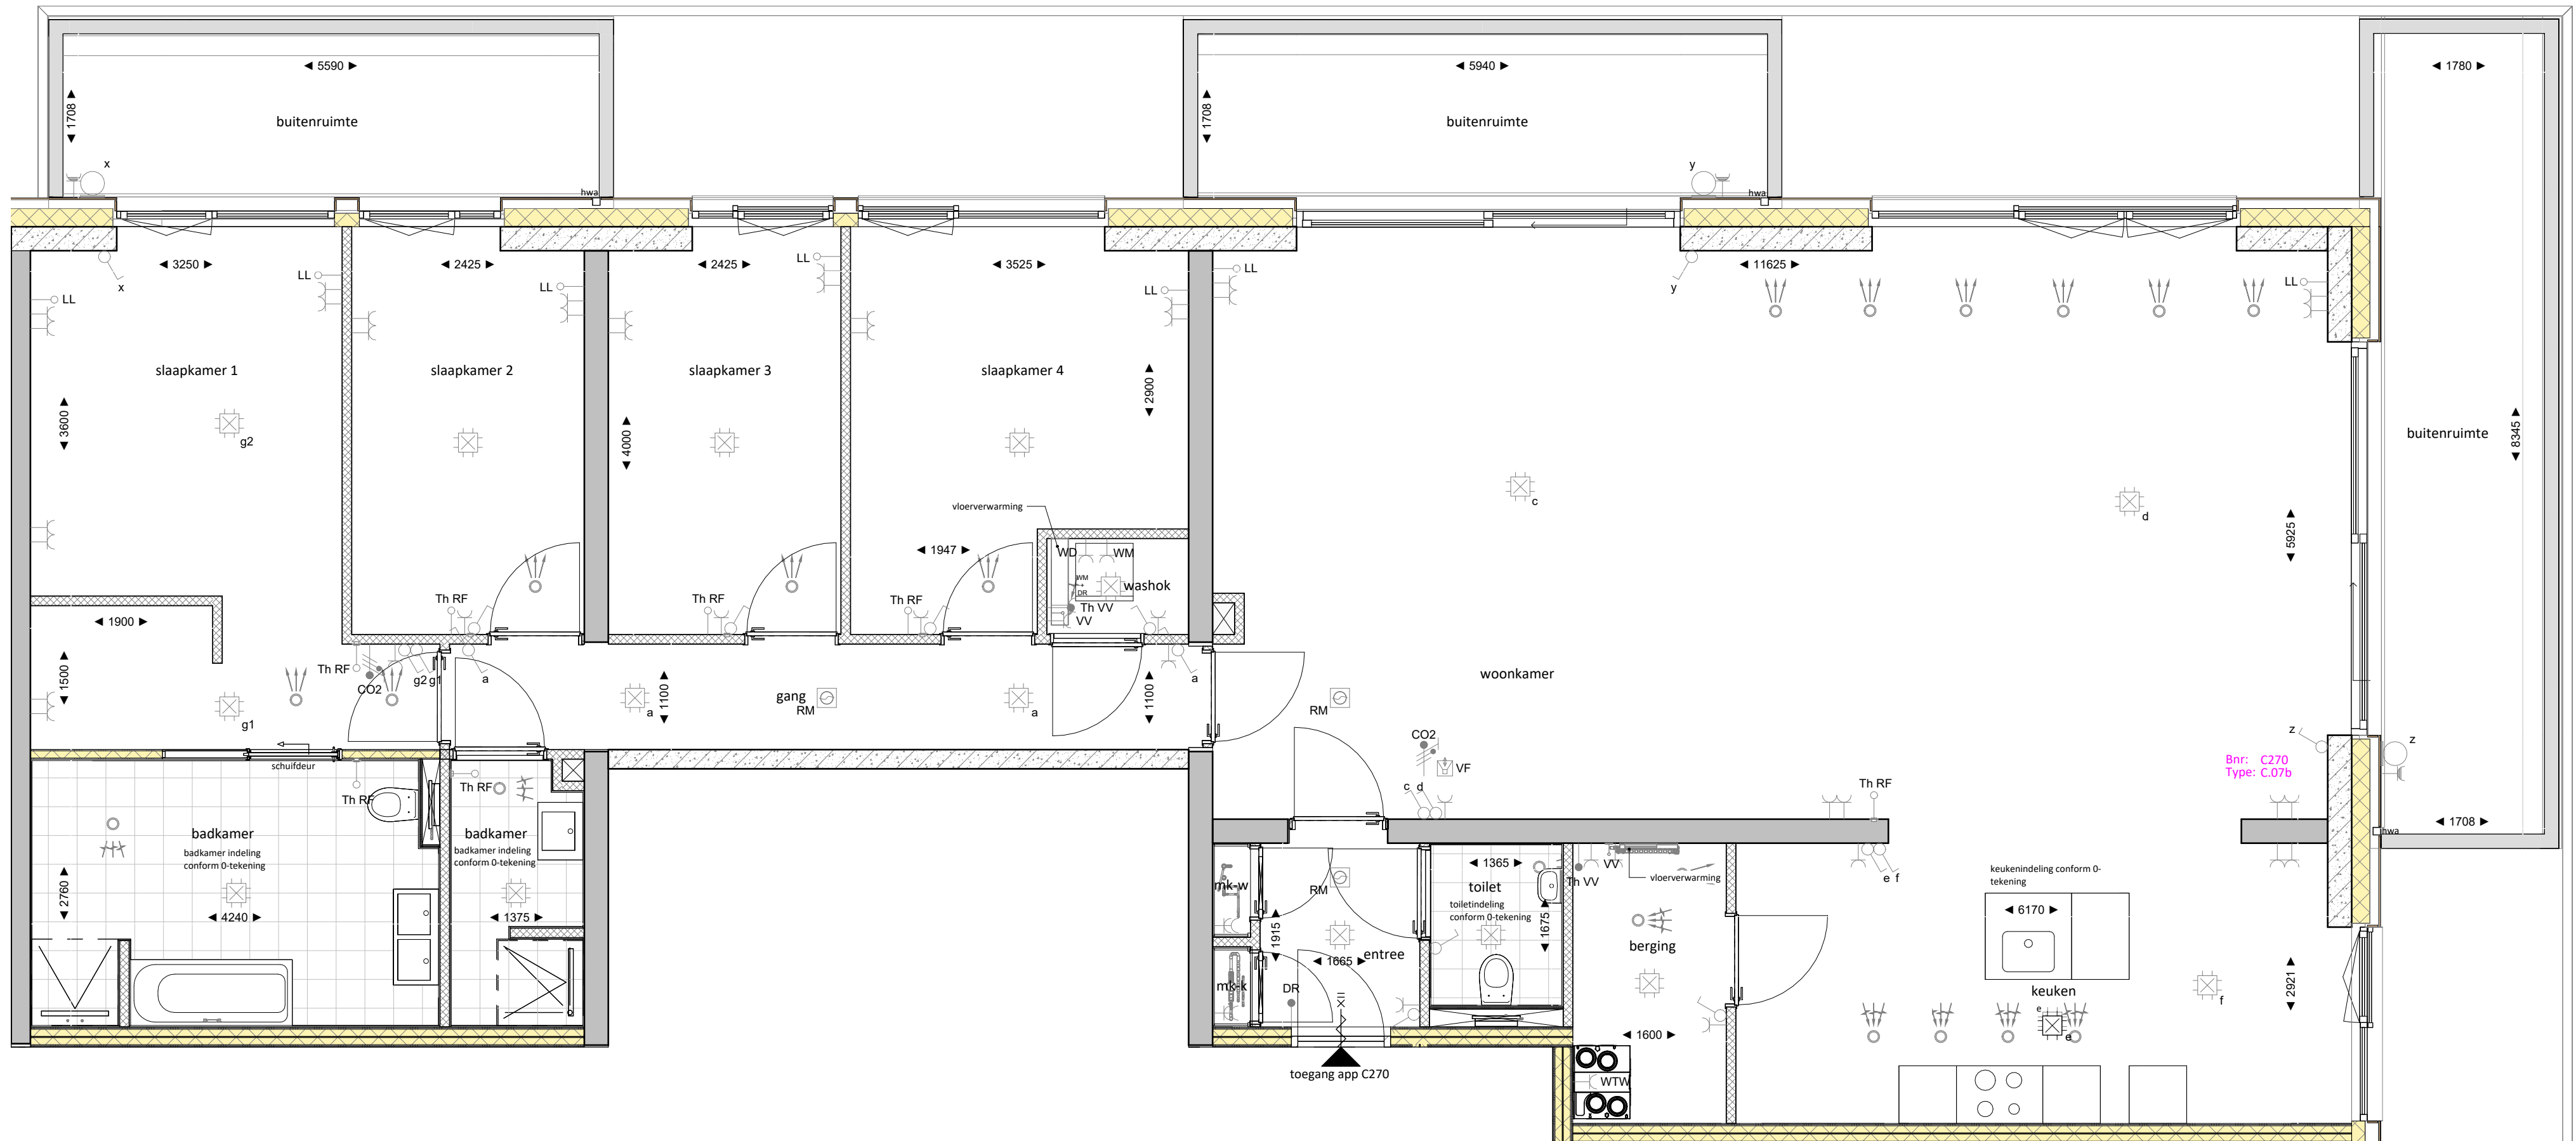 ◄ 5590 ►
◄ 5940 ►
◄ 1780 ►
◄ 1708 ►
buitenruimte
◄ 1708 ►
buitenruimte
x
y
hwa
hwa
◄ 3250 ►
◄ 2425 ►
◄ 2425 ►
◄ 3525 ►
◄ 11625 ►
LL
LL
LL
LL
LL
LL
LL
x
y
slaapkamer 1
slaapkamer 2
slaapkamer 3
slaapkamer 4
◄ 3600 ►
◄ 4000 ►
◄ 2900 ►
g2
buitenruimte
◄ 8345 ►
c
d
◄ 5925 ►
vloerverwarming
◄ 1947 ►
WD
WM
WM
+
DR
washok
Th VV
VV
Th RF
Th RF
Th RF
◄ 1900 ►
◄ 1500 ►
Th RF
CO2
g2 g1
a
a
g1
◄ 1100 ►
a
gang
RM
a
◄ 1100 ►
RM
woonkamer
z
z
CO2
VF
c d
Bnr: C270
Type: C.07b
schuifdeur
Th RF
Th RF
Th RF
badkamer
badkamer indeling
conform 0-tekening
badkamer
badkamer indeling
conform 0-tekening
◄ 2760 ►
◄ 4240 ►
◄ 1375 ►
◄ 1708 ►
hwa
mk-w
RM
◄ 1365 ►
toilet
toiletindeling
conform 0-tekening
◄ 1675 ►
Th VV
VV
vloerverwarming
e f
keukenindeling conform 0-
tekening
◄ 6170 ►
◄ 1915 ►
◄ 1665 ►
entree
berging
mk-k
DR
XII
keuken
f
◄ 2921 ►
e
e
◄ 1600 ►
WTW
toegang app C270